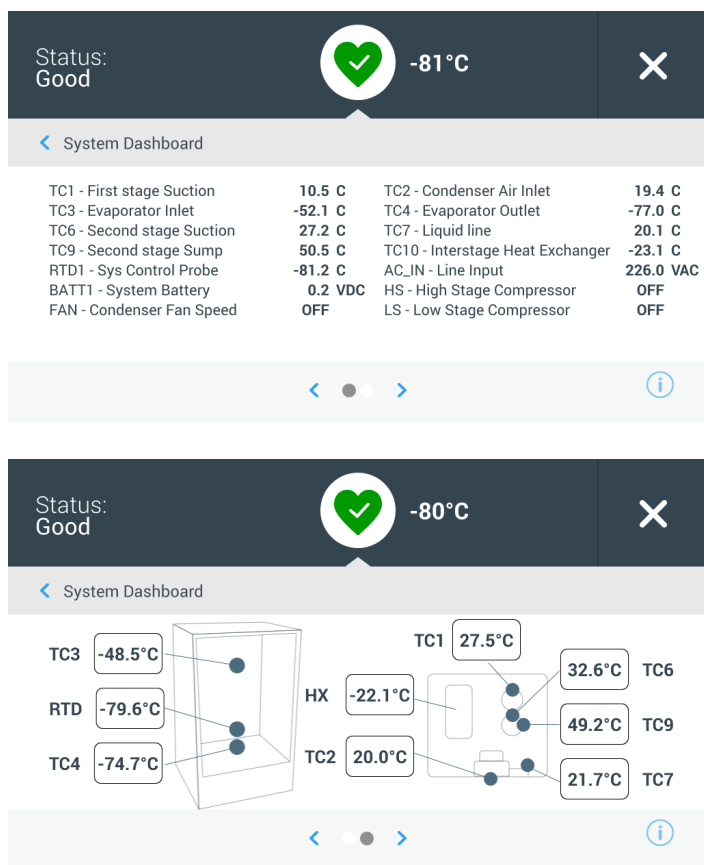 Status:
Good
-81°C
System Dashboard
TC1 - First stage Suction 10.5 C TC2 - Condenser Air Inlet 19.4 C
TC3 - Evaporator Inlet -52.1 C TC4 - Evaporator Outlet -77.0 C
TC6 - Second stage Suction 27.2 C TC7 - Liquid line 20.1 C
TC9 - Second stage Sump 50.5 C TC10 - Interstage Heat Exchanger -23.1 C
RTD1 - Sys Control Probe -81.2 C AC_IN - Line Input 226.0 VAC
BATT1 - System Battery 0.2 VDC HS - High Stage Compressor OFF
FAN - Condenser Fan Speed OFF LS - Low Stage Compressor OFF
i
Status:
Good
-80°C
System Dashboard
TC3 -48.5°C
RTD -79.6°C
TC4 -74.7°C
TC1 27.5°C
HX -22.1°C
TC2 20.0°C
32.6°C TC6
49.2°C TC9
21.7°C TC7
i